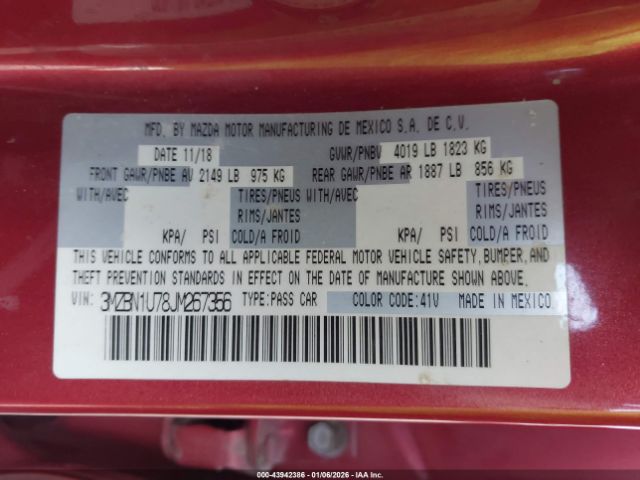 MFD. BY MAZDA MOTOR MANUFACTURING DE MEXICO S.A. DE C.V.
DATE 11/18 GVWR/PNBV 4019 LB 1823 KG
FRONT GAWR/PNBE AV 2149 LB 975 KG REAR GAWR/PNBE AR 1887 LB 856 KG
WITH/AVEC TIRES/PNEUS WITH/AVEC TIRES/PNEUS
RIMS/JANTES RIMS/JANTES
KPA/ PSI COLD/A FROID KPA/ PSI COLD/A FROID
THIS VEHICLE CONFORMS TO ALL APPLICABLE FEDERAL MOTOR VEHICLE SAFETY, BUMPER, AND
THEFT PREVENTION STANDARDS IN EFFECT ON THE DATE OF MANUFACTURE SHOWN ABOVE.
VIN: 3MZBN1U78JM267356 TYPE: PASS CAR COLOR CODE: 41V MADE IN MEXICO
000-43942386 - 01/06/2026 - IAAI.COM